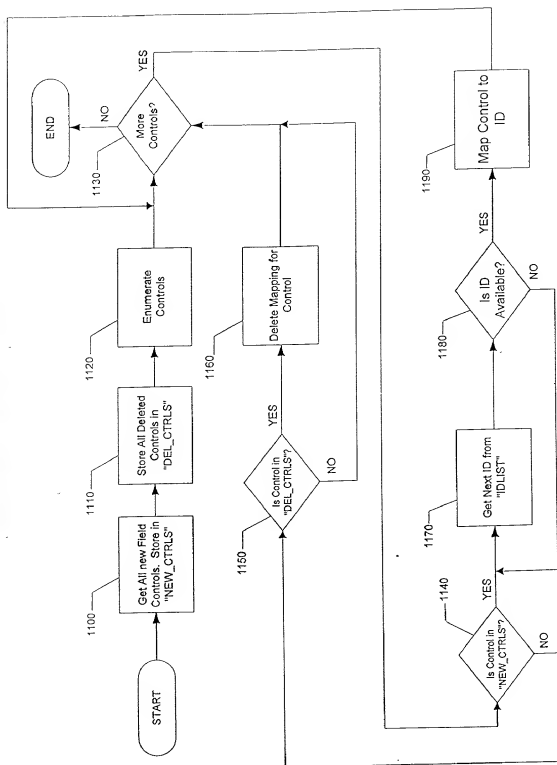 START
Get All new Field
Controls. Store in
"NEW_CTRLS"
1100
Store All Deleted
Controls in
"DEL_CTRLS"
1110
Enumerate
Controls
1120
More
Controls?
1130
NO
END
YES
Is Control in
"NEW_CTRLS"?
1140
YES
NO
Is Control in
"DEL_CTRLS"?
1150
YES
NO
Delete Mapping for
Control
1160
Get Next ID from
"IDLIST"
1170
Is ID
Available?
1180
YES
NO
Map Control to
ID
1190